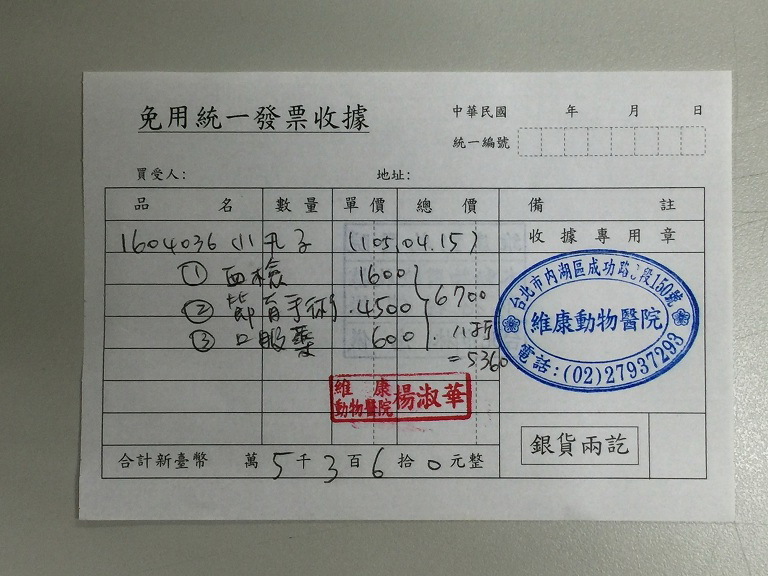 免用統一發票收據
中華民國 年 月 日
統一編號
買受人: 地址:
品名 數量 單價 總價 備註
1604036 小丸子 (105.04.15) 收據專用章
① 血檢 1600
② 節育手術 4500 6700
③ 口服藥 600 八折
=5360
台北市內湖區成功路 段150號
維康動物醫院
電話:(02)27937293
維康動物醫院 楊淑華
合計新臺幣 萬5千3百6拾0元整
銀貨兩訖